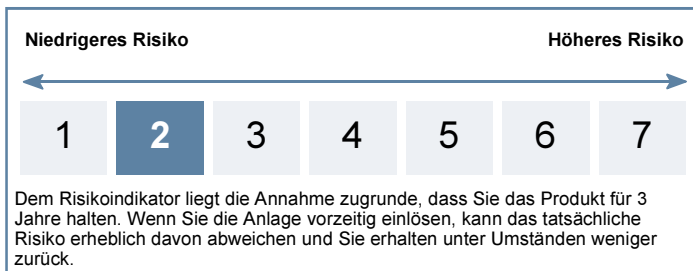 Niedrigeres Risiko Höheres Risiko
1 2 3 4 5 6 7
Dem Risikoindikator liegt die Annahme zugrunde, dass Sie das Produkt für 3
Jahre halten. Wenn Sie die Anlage vorzeitig einlösen, kann das tatsächliche
Risiko erheblich davon abweichen und Sie erhalten unter Umständen weniger
zurück.